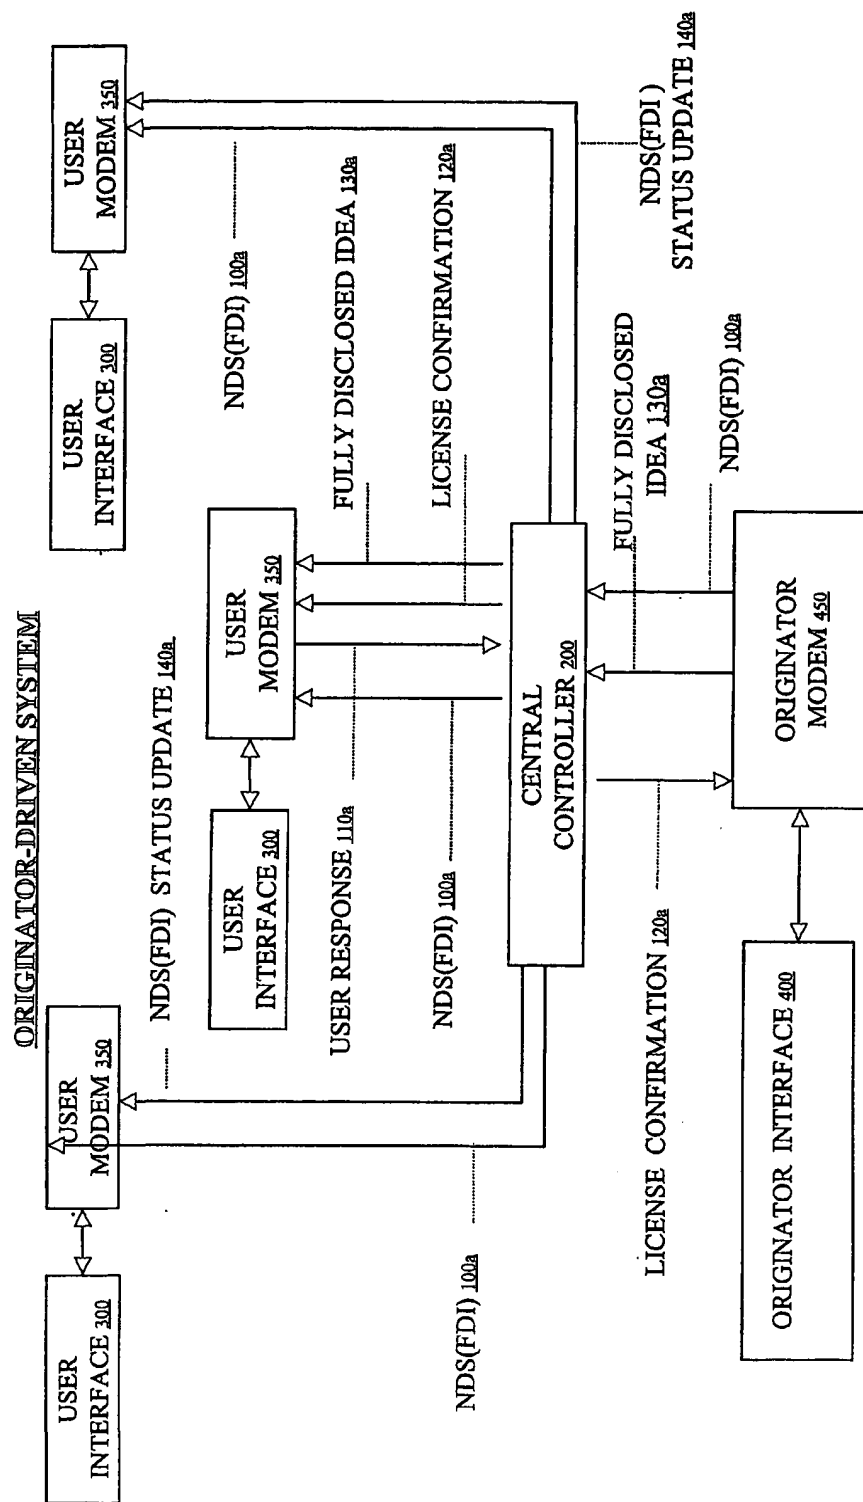 ORIGINATOR-DRIVEN SYSTEM
USER
INTERFACE 300
USER
MODEM 350
NDS(FDI) STATUS UPDATE 140a
NDS(FDI) 100a
USER
INTERFACE 300
USER
MODEM 350
USER RESPONSE 110a
NDS(FDI) 100a
FULLY DISCLOSED IDEA 130a
LICENSE CONFIRMATION 120a
USER
INTERFACE 300
USER
MODEM 350
NDS(FDI) 100a
NDS(FDI )
STATUS UPDATE 140a
CENTRAL
CONTROLLER 200
LICENSE CONFIRMATION 120a
FULLY DISCLOSED
IDEA 130a
NDS(FDI) 100a
ORIGINATOR INTERFACE 400
ORIGINATOR
MODEM 450